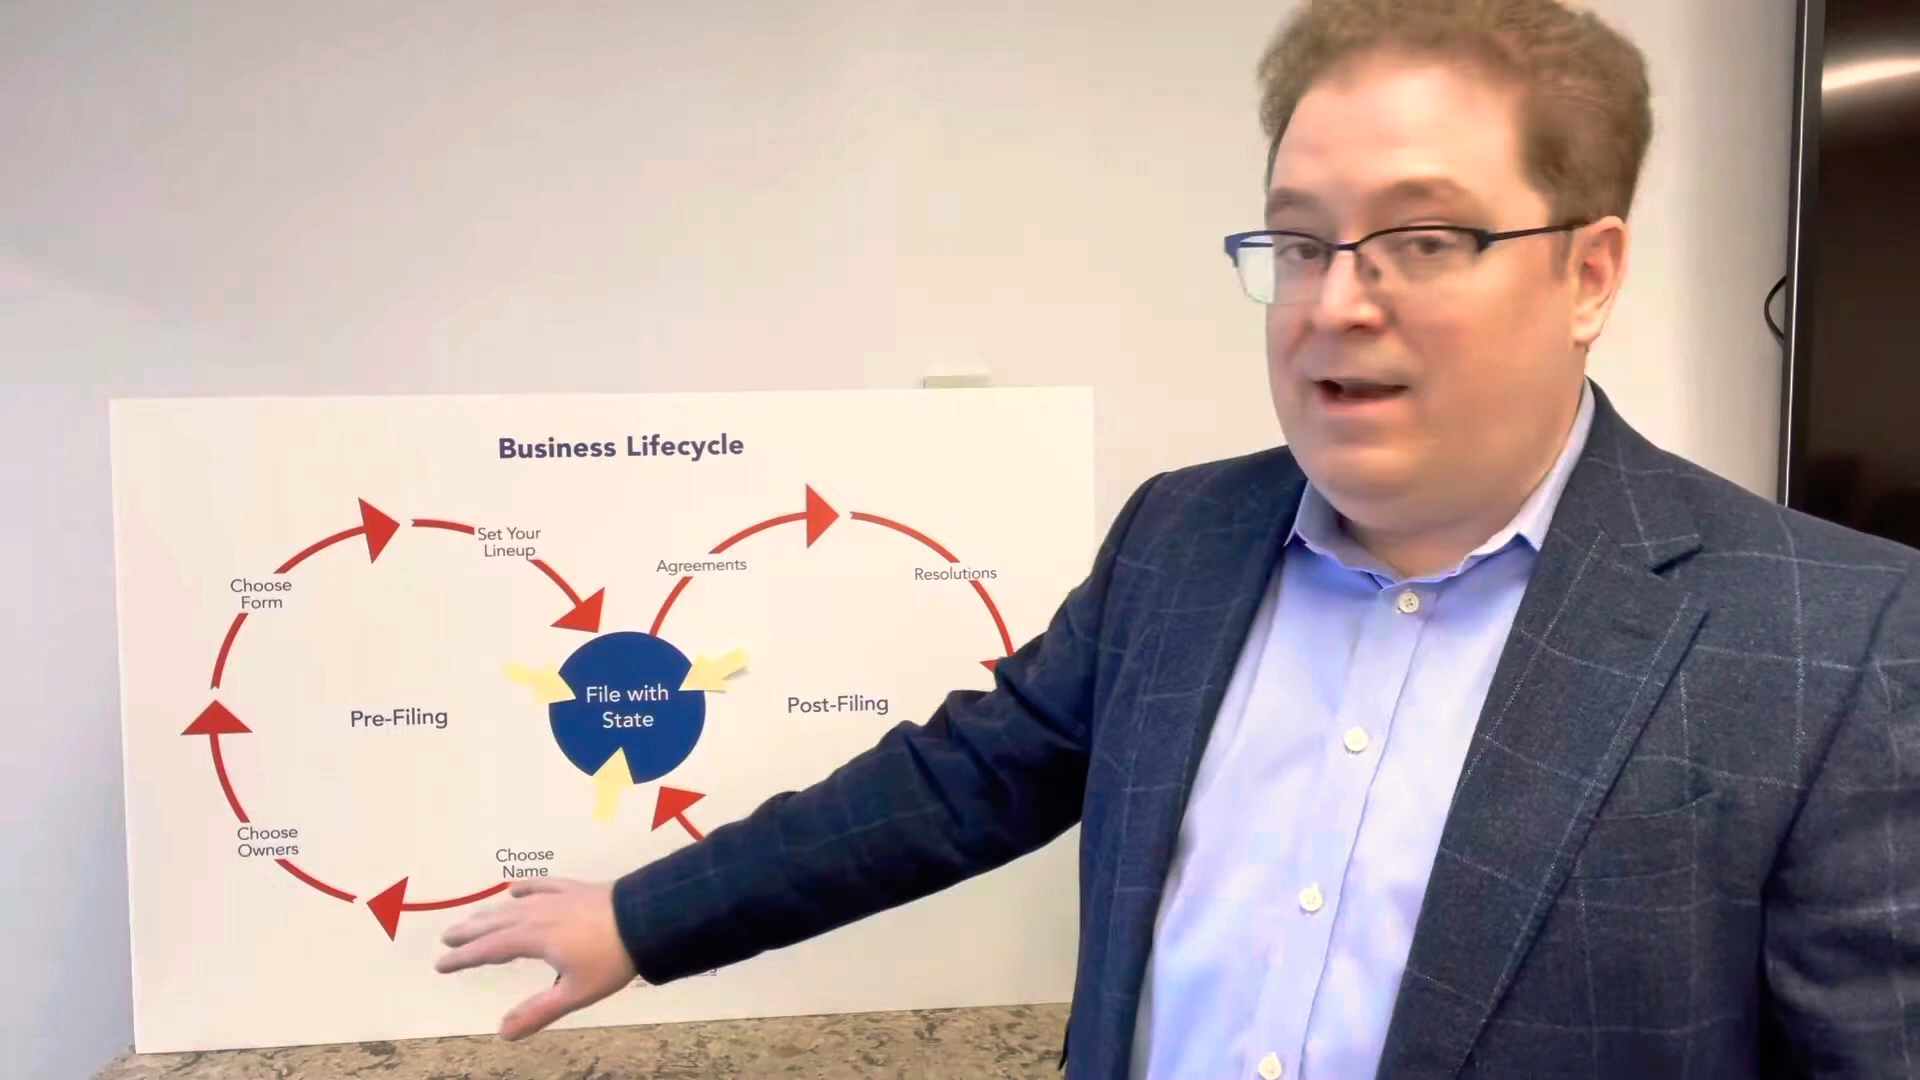 Business Lifecycle
Set Your
Lineup
Agreements
Resolutions
Choose
Form
File with
State
Pre-Filing
Post-Filing
Choose
Owners
Choose
Name